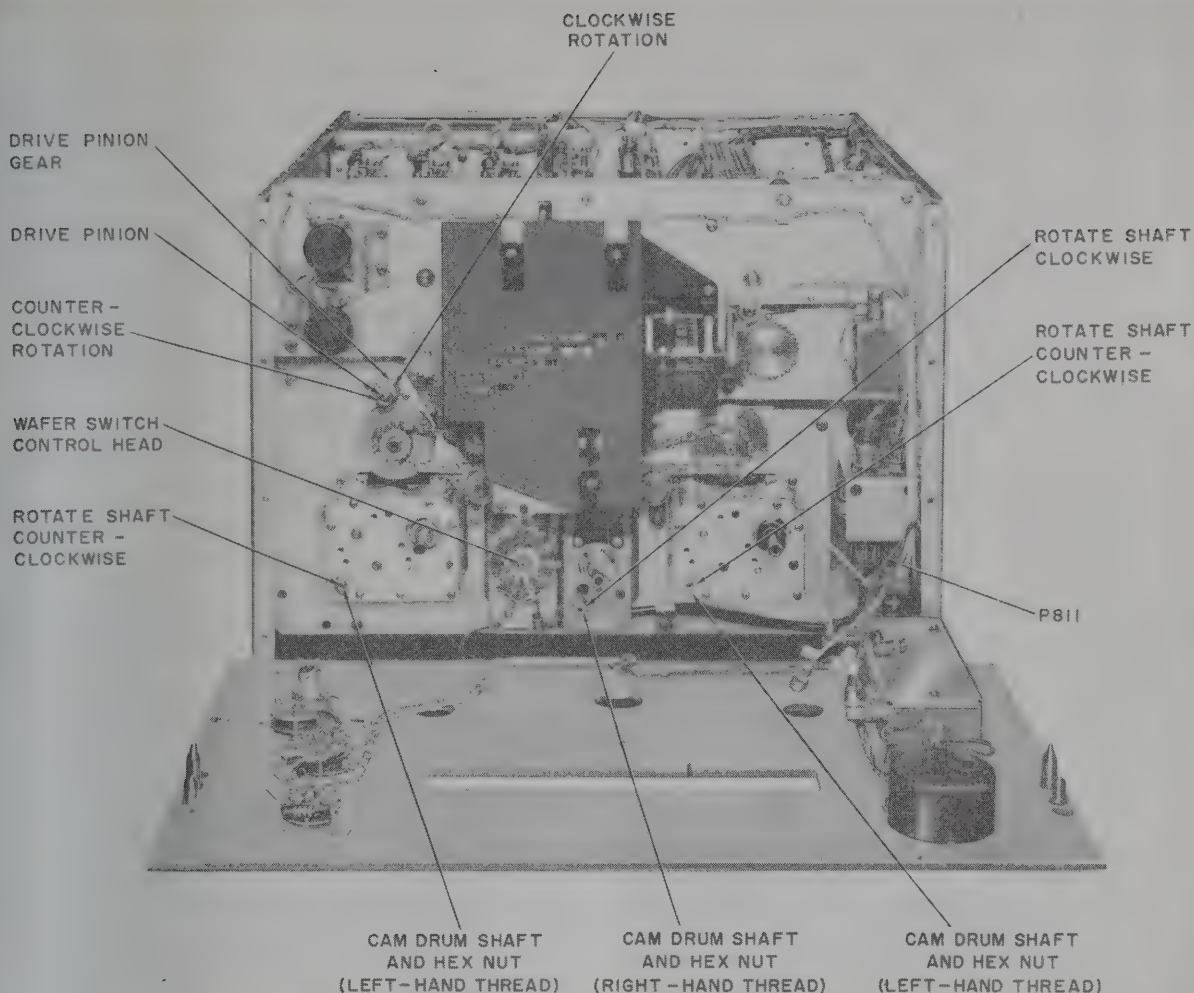 CLOCKWISE
ROTATION
DRIVE PINION
GEAR
DRIVE PINION
COUNTER-
CLOCKWISE
ROTATION
WAFER SWITCH
CONTROL HEAD
ROTATE SHAFT
COUNTER-
CLOCKWISE
ROTATE SHAFT
CLOCKWISE
ROTATE SHAFT
COUNTER-
CLOCKWISE
P811
CAM DRUM SHAFT
AND HEX NUT
(LEFT-HAND THREAD)
CAM DRUM SHAFT
AND HEX NUT
(RIGHT-HAND THREAD)
CAM DRUM SHAFT
AND HEX NUT
(LEFT-HAND THREAD)